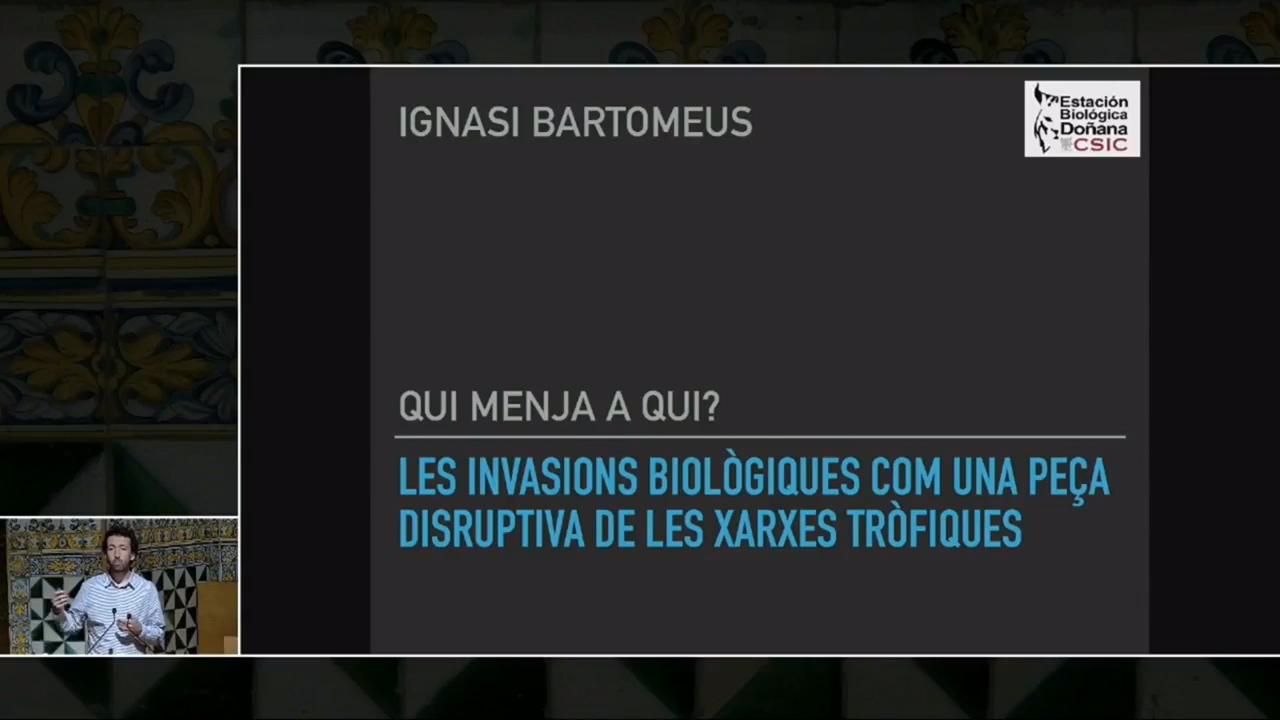 IGNASI BARTOMEUS
Estación
Biológica
Doñana
CSIC
QUI MENJA A QUI?
LES INVASIONS BIOLÒGIQUES COM UNA PEÇA
DISRUPTIVA DE LES XARXES TRÒFIQUES